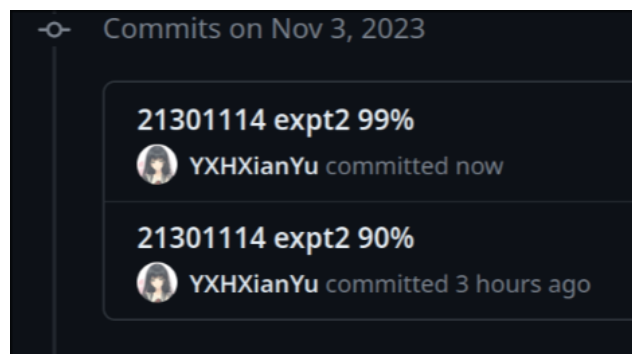 Commits on Nov 3, 2023
21301114 expt2 99%
YXHXianYu committed now
21301114 expt2 90%
YXHXianYu committed 3 hours ago